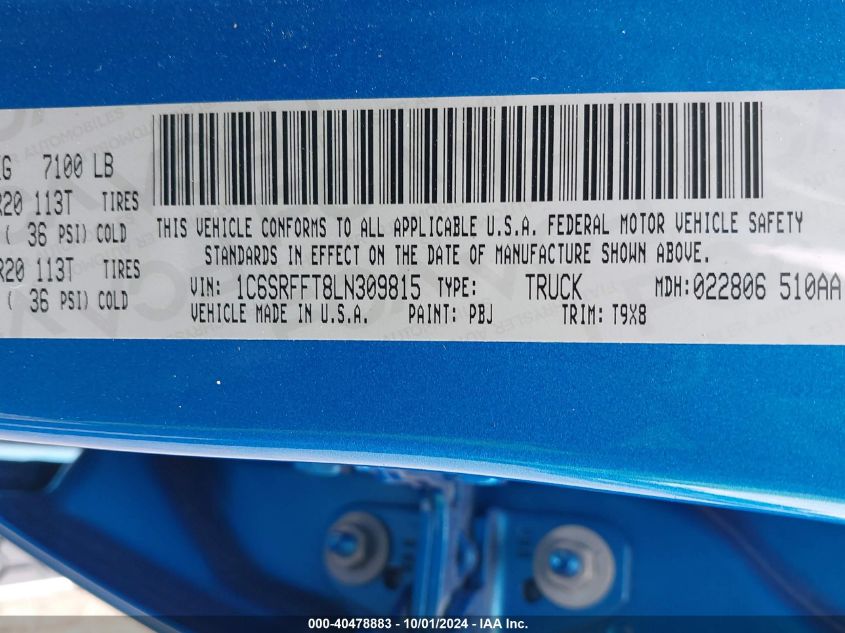 KG 7100 LB
R20 113T TIRES
( 36 PSI) COLD
R20 113T TIRES
( 36 PSI) COLD
THIS VEHICLE CONFORMS TO ALL APPLICABLE U.S.A. FEDERAL MOTOR VEHICLE SAFETY
STANDARDS IN EFFECT ON THE DATE OF MANUFACTURE SHOWN ABOVE.
VIN: 1C6SRFFT8LN309815 TYPE: TRUCK MDH:022806 510AA
VEHICLE MADE IN U.S.A. PAINT: PBJ TRIM: T9X8
000-40478883 - 10/01/2024 - IAA Inc.